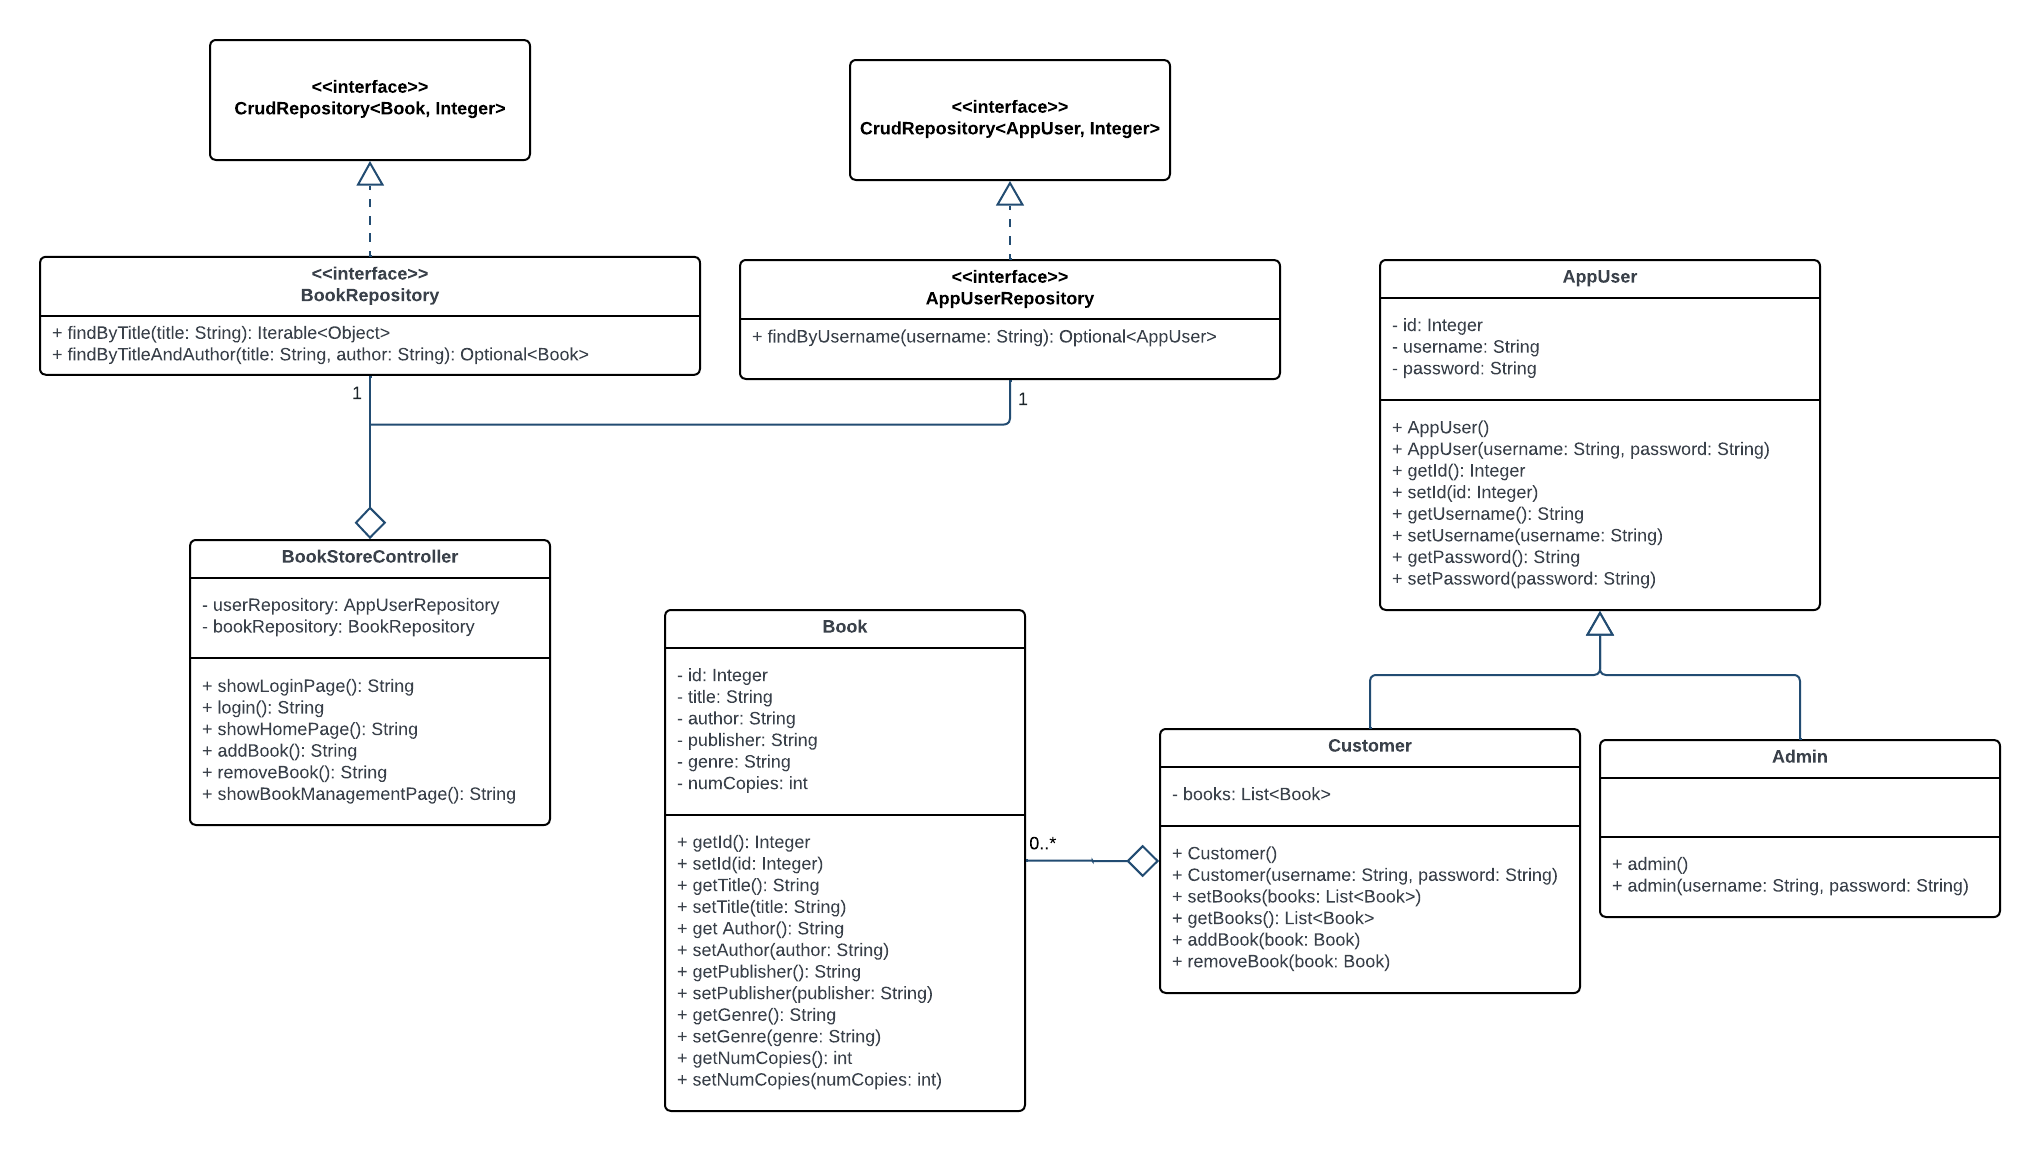 <<interface>>
CrudRepository<Book, Integer>
<<interface>>
CrudRepository<AppUser, Integer>
<<interface>>
BookRepository
+ findByTitle(title: String): Iterable<Object>
+ findByTitleAndAuthor(title: String, author: String): Optional<Book>
1
<<interface>>
AppUserRepository
+ findByUsername(username: String): Optional<AppUser>
1
AppUser
- id: Integer
- username: String
- password: String
+ AppUser()
+ AppUser(username: String, password: String)
+ getId(): Integer
+ setId(id: Integer)
+ getUsername(): String
+ setUsername(username: String)
+ getPassword(): String
+ setPassword(password: String)
BookStoreController
- userRepository: AppUserRepository
- bookRepository: BookRepository
+ showLoginPage(): String
+ login(): String
+ showHomePage(): String
+ addBook(): String
+ removeBook(): String
+ showBookManagementPage(): String
Book
- id: Integer
- title: String
- author: String
- publisher: String
- genre: String
- numCopies: int
+ getId(): Integer
+ setId(id: Integer)
+ getTitle(): String
+ setTitle(title: String)
+ get Author(): String
+ setAuthor(author: String)
+ getPublisher(): String
+ setPublisher(publisher: String)
+ getGenre(): String
+ setGenre(genre: String)
+ getNumCopies(): int
+ setNumCopies(numCopies: int)
0..*
Customer
- books: List<Book>
+ Customer()
+ Customer(username: String, password: String)
+ setBooks(books: List<Book>)
+ getBooks(): List<Book>
+ addBook(book: Book)
+ removeBook(book: Book)
Admin
+ admin()
+ admin(username: String, password: String)